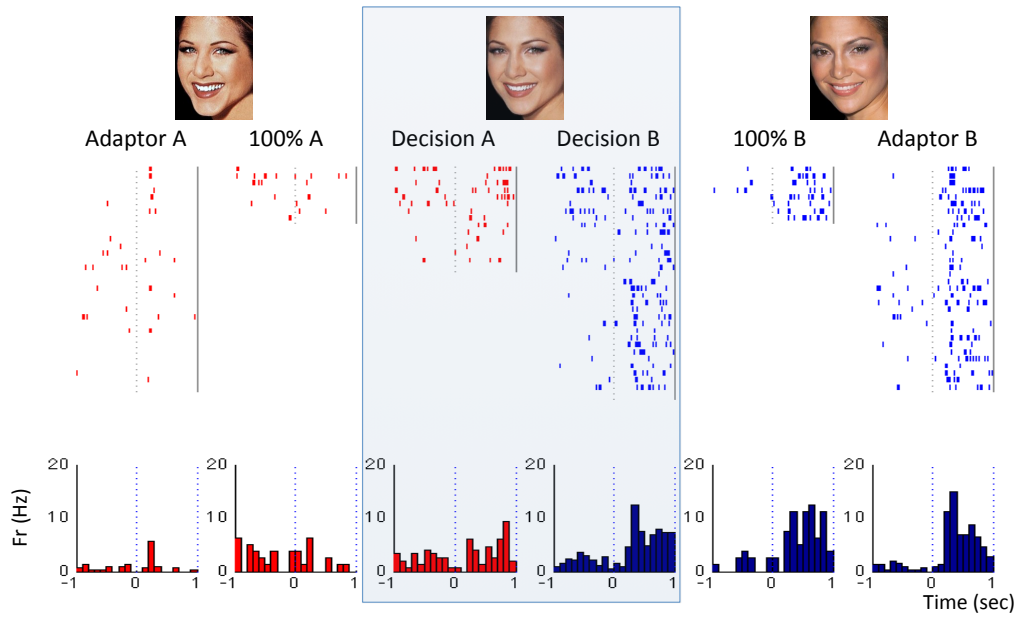 Adaptor A 100% A Decision A Decision B 100% B Adaptor B
Fr (Hz)
20 20 20 20 20 20
10 10 10 10 10 10
0 0 0 0 0 0
-1 0 1 -1 0 1 -1 0 1 -1 0 1 -1 0 1 -1 0 1
Time (sec)